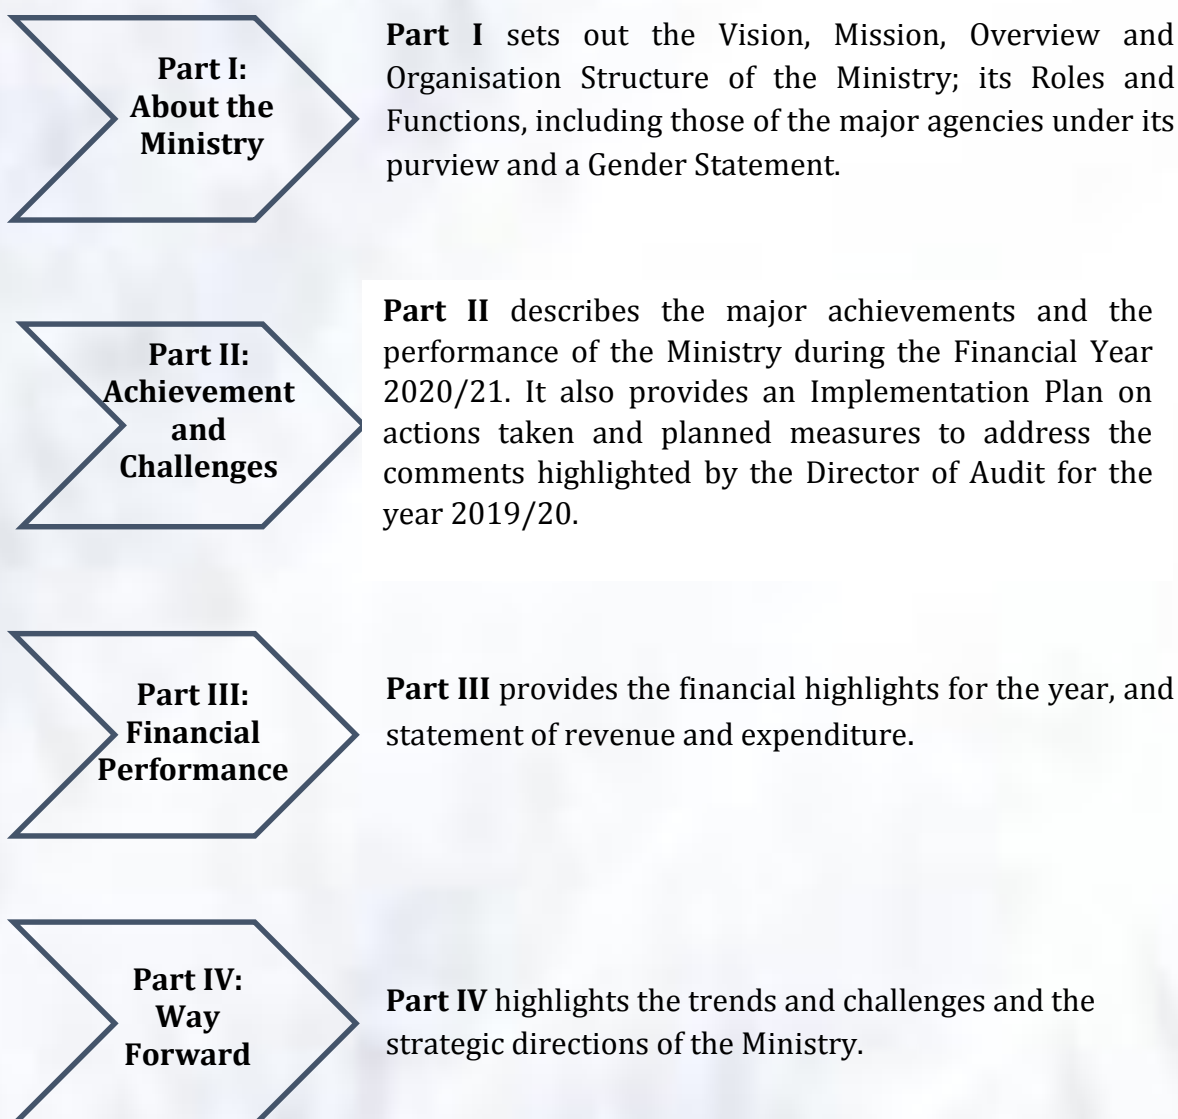 Part I:
About the
Ministry
Part I sets out the Vision, Mission, Overview and
Organisation Structure of the Ministry; its Roles and
Functions, including those of the major agencies under its
purview and a Gender Statement.
Part II:
Achievement
and
Challenges
Part II describes the major achievements and the
performance of the Ministry during the Financial Year
2020/21. It also provides an Implementation Plan on
actions taken and planned measures to address the
comments highlighted by the Director of Audit for the
year 2019/20.
Part III:
Financial
Performance
Part III provides the financial highlights for the year, and
statement of revenue and expenditure.
Part IV:
Way
Forward
Part IV highlights the trends and challenges and the
strategic directions of the Ministry.